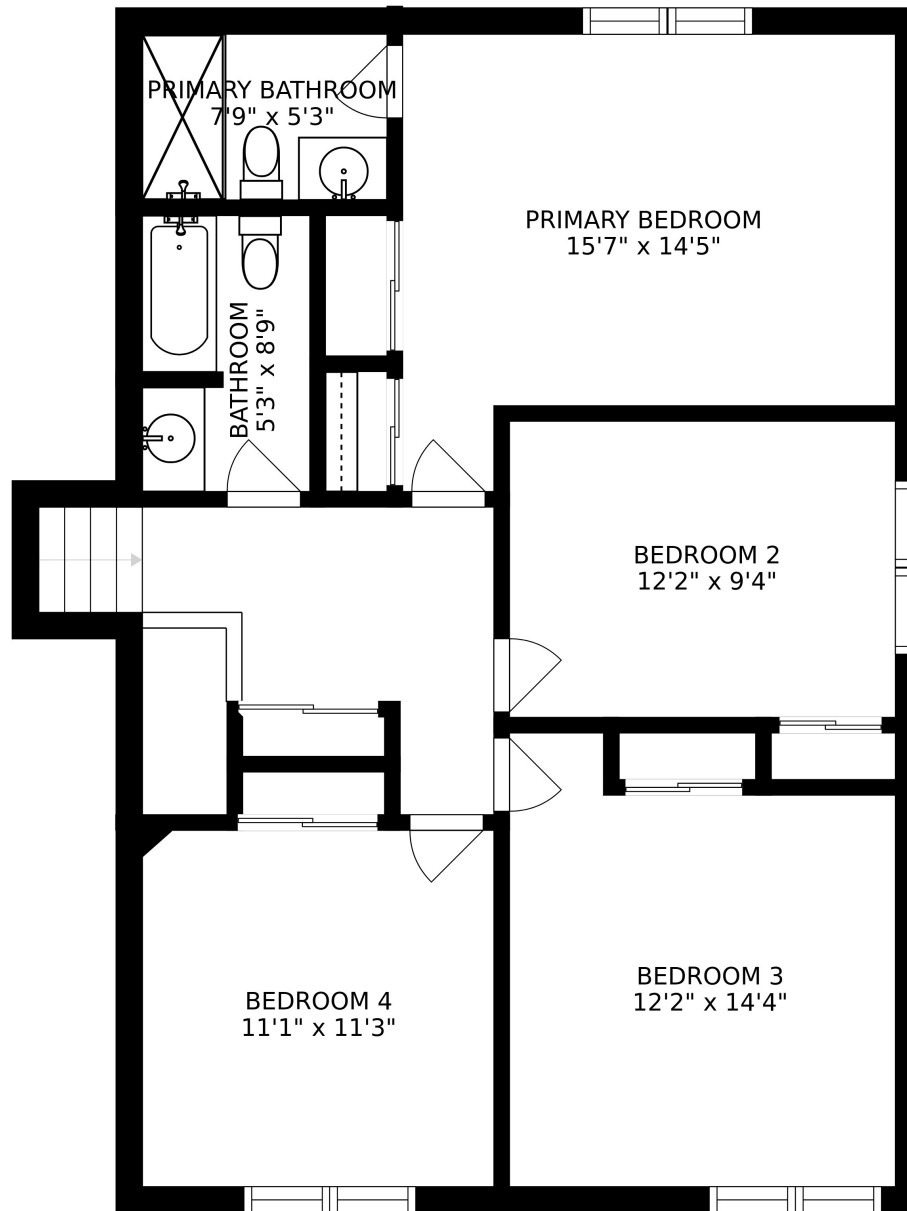 PRIMARY BATHROOM
7'9" x 5'3"
PRIMARY BEDROOM
15'7" x 14'5"
BATHROOM
5'3" x 8'9"
BEDROOM 2
12'2" x 9'4"
BEDROOM 3
12'2" x 14'4"
BEDROOM 4
11'1" x 11'3"